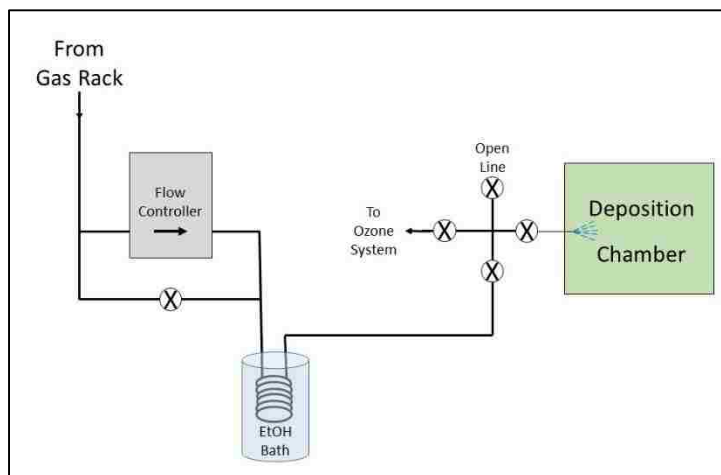 From
Gas Rack
Flow
Controller
Open
Line
To
Ozone
System
Deposition
Chamber
EtOH
Bath
X
X
X
X
X